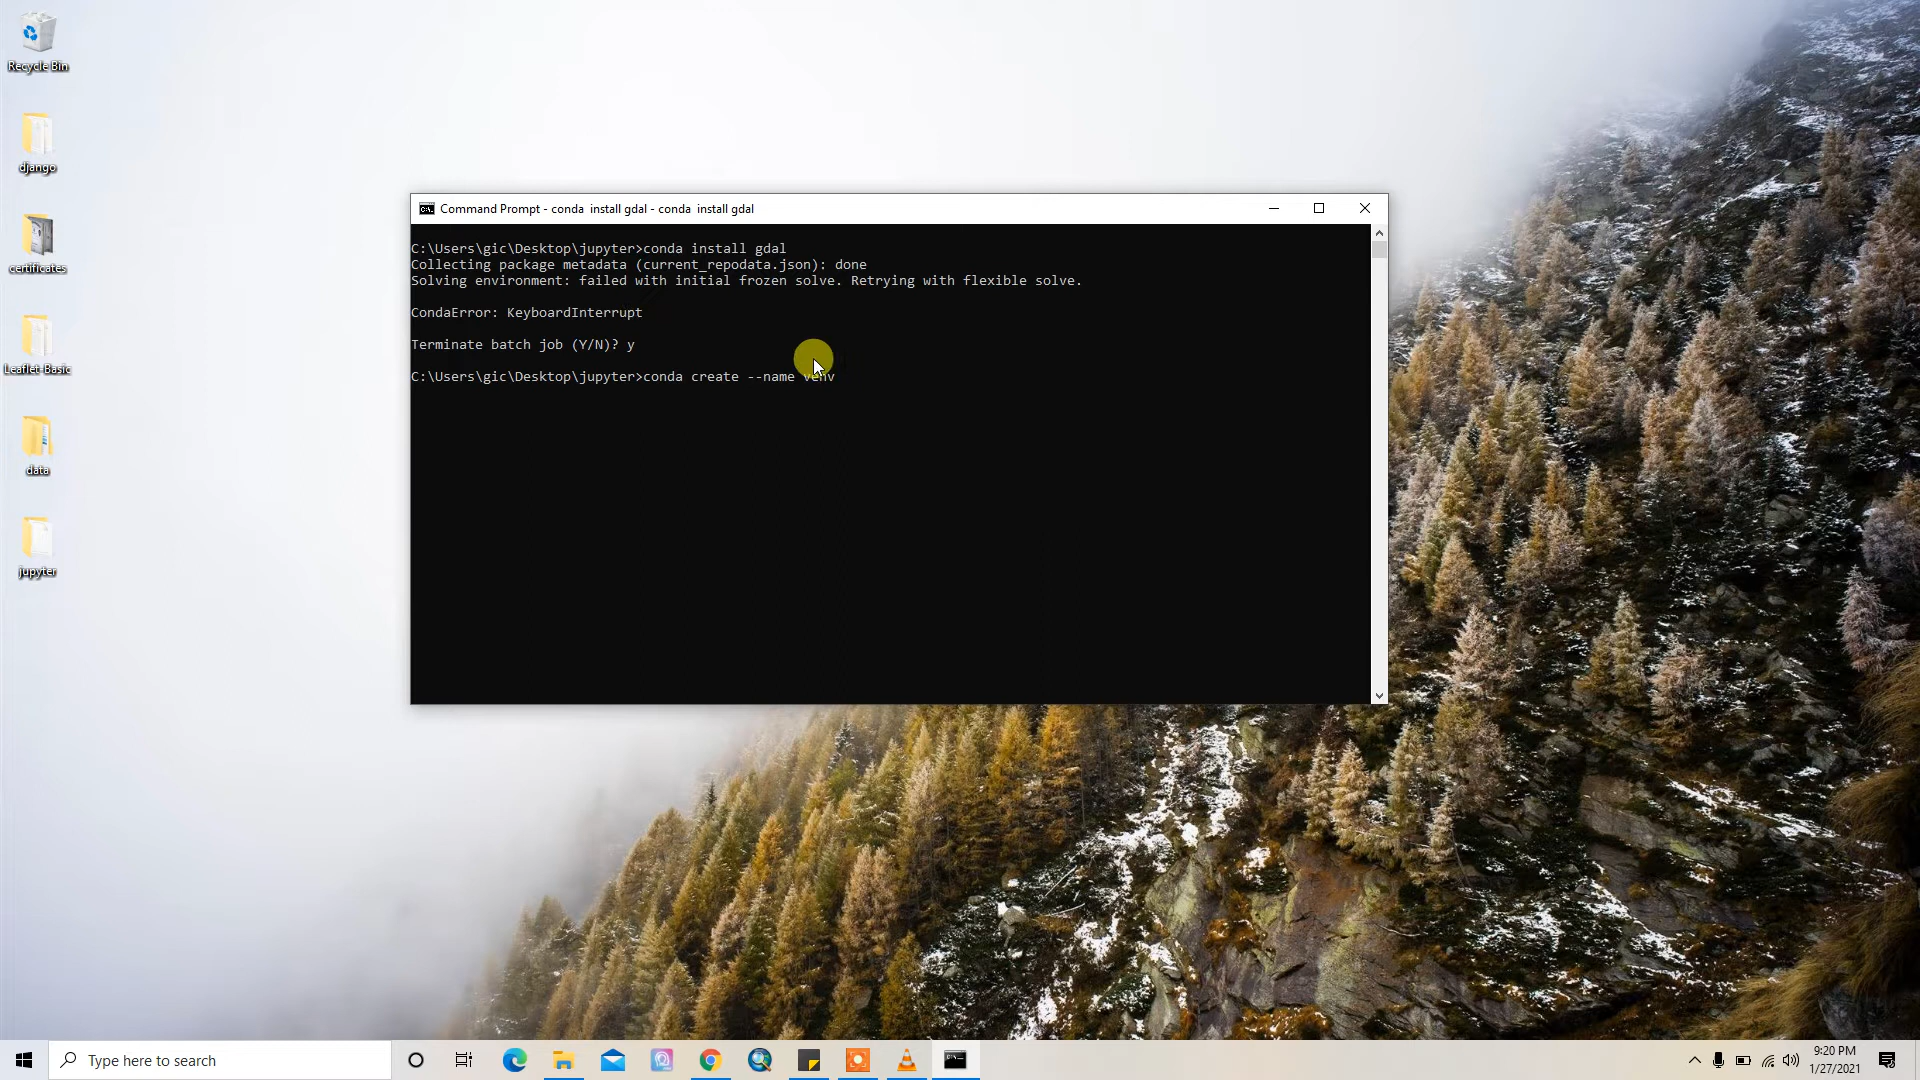 Recycle Bin
django
certificates
Leaflet-Basic
data
jupyter
Command Prompt - conda  install gdal - conda  install gdal
C:\Users\gic\Desktop\jupyter>conda install gdal
Collecting package metadata (current_repodata.json): done
Solving environment: failed with initial frozen solve. Retrying with flexible solve.
CondaError: KeyboardInterrupt
Terminate batch job (Y/N)? y
C:\Users\gic\Desktop\jupyter>conda create --name venv
Type here to search
9:20 PM
1/27/2021